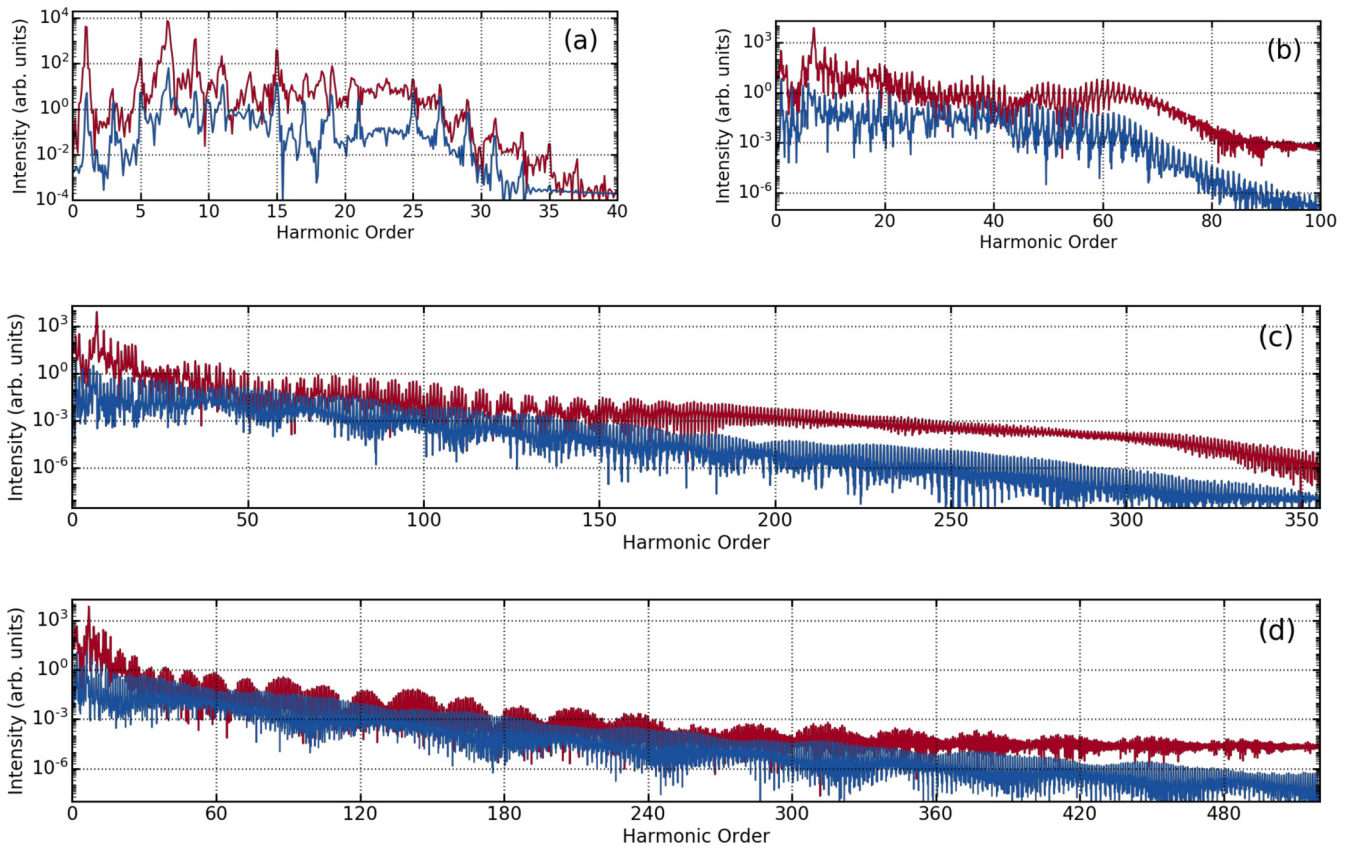 (a)
Intensity (arb. units)
10⁴
10²
10⁰
10⁻²
10⁻⁴
0 5 10 15 20 25 30 35 40
Harmonic Order
(b)
Intensity (arb. units)
10³
10⁰
10⁻³
10⁻⁶
0 20 40 60 80 100
Harmonic Order
(c)
Intensity (arb. units)
10³
10⁰
10⁻³
10⁻⁶
0 50 100 150 200 250 300 350
Harmonic Order
(d)
Intensity (arb. units)
10³
10⁰
10⁻³
10⁻⁶
0 60 120 180 240 300 360 420 480
Harmonic Order